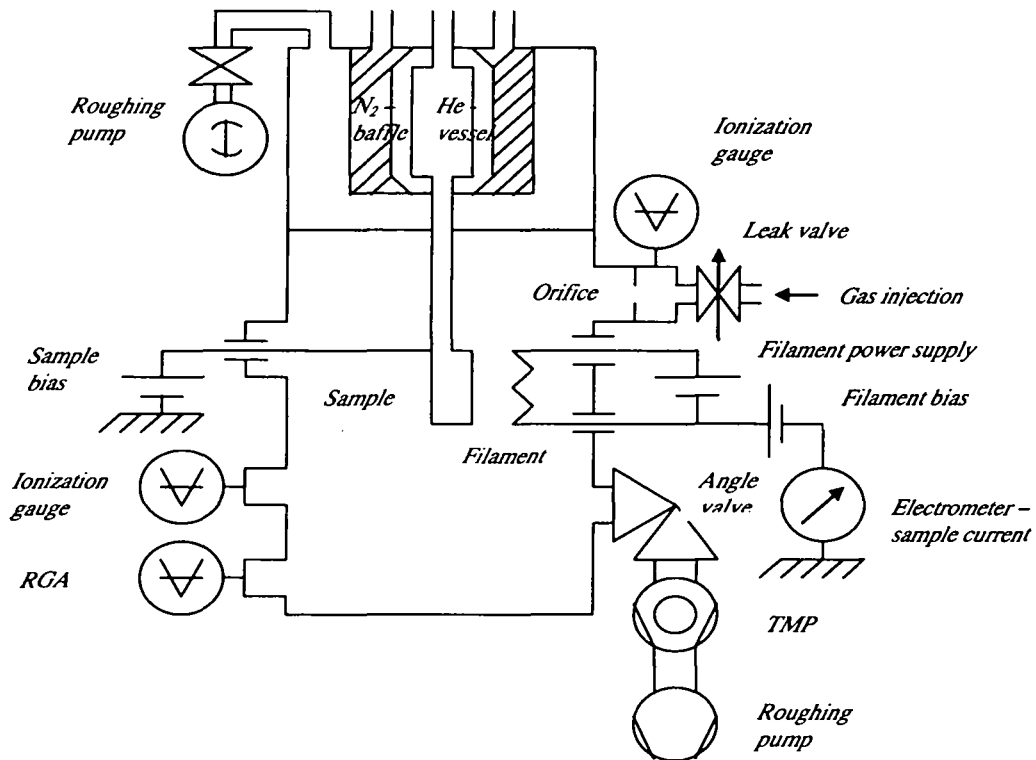 Roughing
pump
N2 –
baffle
He -
vessel
Ionization
gauge
Leak valve
Orifice
Gas injection
Sample
bias
Filament power supply
Sample
Filament bias
Filament
Ionization
gauge
Angle
valve
Electrometer –
sample current
RGA
TMP
Roughing
pump